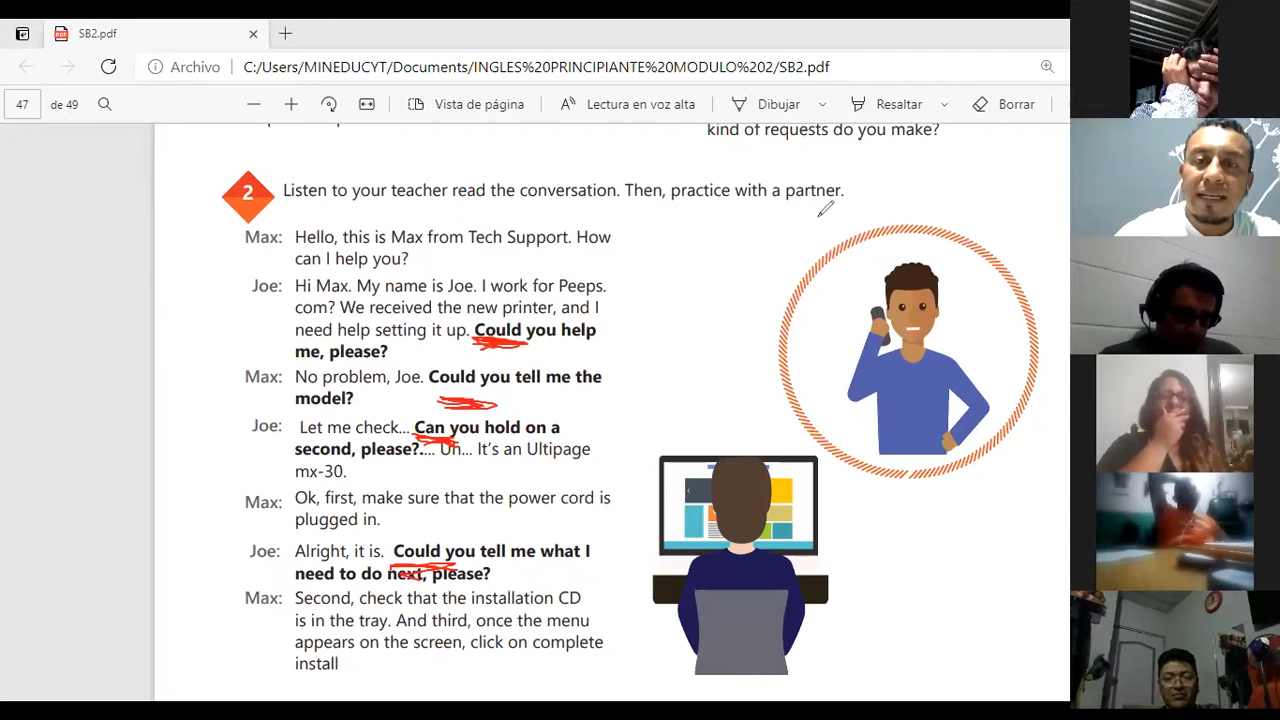 SB2.pdf
Archivo
C:/Users/MINEDUCYT/Documents/INGLES%20PRINCIPIANTE%20MODULO%202/SB2.pdf
47 de 49
Vista de página
Lectura en voz alta
Dibujar
Resaltar
Borrar
kind of requests do you make?
2
Listen to your teacher read the conversation. Then, practice with a partner.
Max: Hello, this is Max from Tech Support. How
can I help you?
Joe: Hi Max. My name is Joe. I work for Peeps.
com? We received the new printer, and I
need help setting it up. Could you help
me, please?
Max: No problem, Joe. Could you tell me the
model?
Joe: Let me check... Can you hold on a
second, please?.... Uh... It's an Ultipage
mx-30.
Max: Ok, first, make sure that the power cord is
plugged in.
Joe: Alright, it is. Could you tell me what I
need to do next, please?
Max: Second, check that the installation CD
is in the tray. And third, once the menu
appears on the screen, click on complete
install